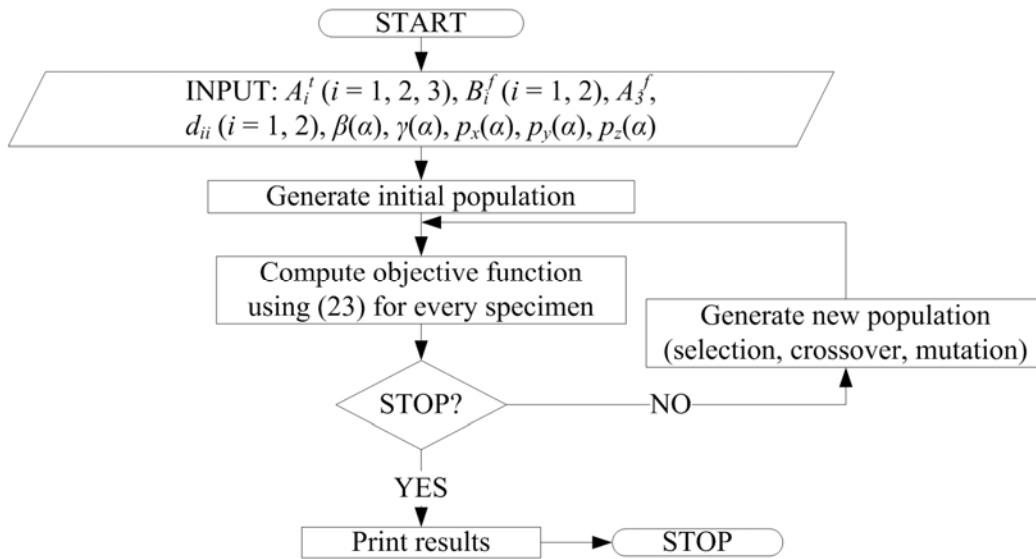 START
INPUT: A_i^t (i = 1, 2, 3), B_i^f (i = 1, 2), A_3^f,
d_ii (i = 1, 2), β(α), γ(α), p_x(α), p_y(α), p_z(α)
Generate initial population
Compute objective function
using (23) for every specimen
Generate new population
(selection, crossover, mutation)
STOP?
NO
YES
Print results
STOP